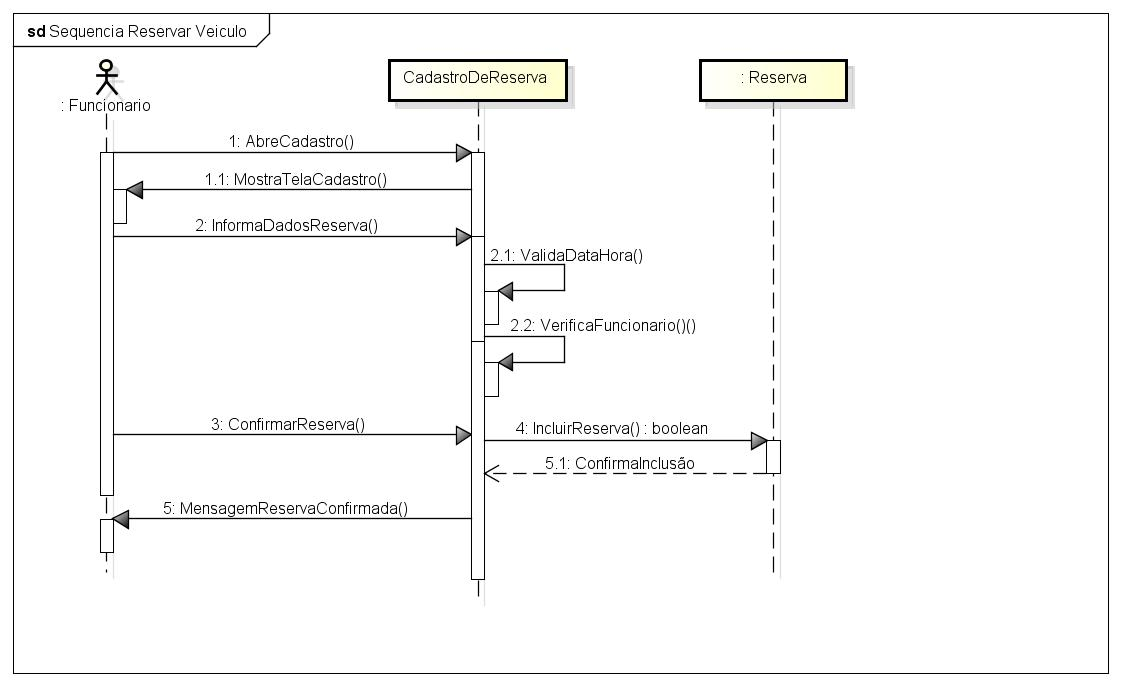 sd Sequencia Reservar Veiculo
: Funcionario
CadastroDeReserva
: Reserva
1: AbreCadastro()
1.1: MostraTelaCadastro()
2: InformaDadosReserva()
2.1: ValidaDataHora()
2.2: VerificaFuncionario()()
3: ConfirmarReserva()
4: IncluirReserva() : boolean
5.1: ConfirmaInclusão
5: MensagemReservaConfirmada()